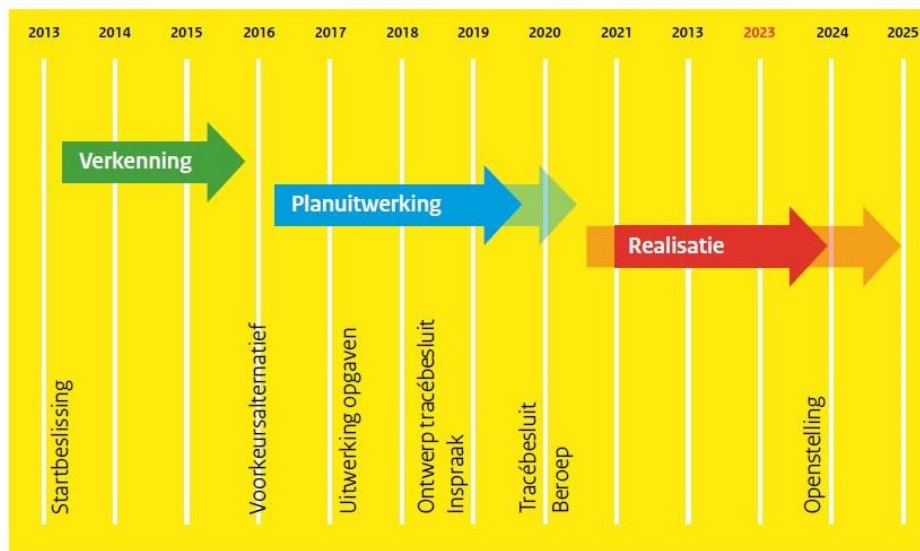 2013 2014 2015 2016 2017 2018 2019 2020 2021 2013 2023 2024 2025
Verkenning
Planuitwerking
Realisatie
Startbeslissing
Voorkeursalternatief
Uitwerking opgaven
Ontwerp tracébesluit
Inspraak
Tracébesluit
Beroep
Openstelling